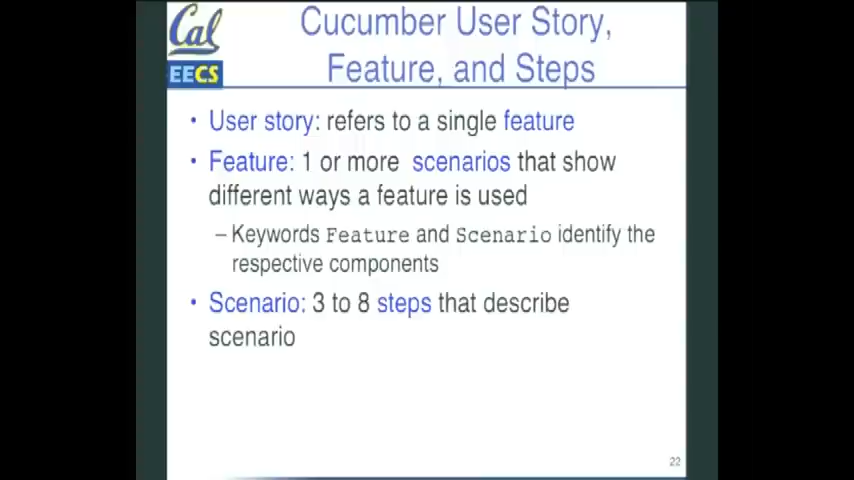 Cal
EECS
Cucumber User Story,
Feature, and Steps
• User story: refers to a single feature
• Feature: 1 or more scenarios that show
different ways a feature is used
– Keywords Feature and Scenario identify the
respective components
• Scenario: 3 to 8 steps that describe
scenario
22